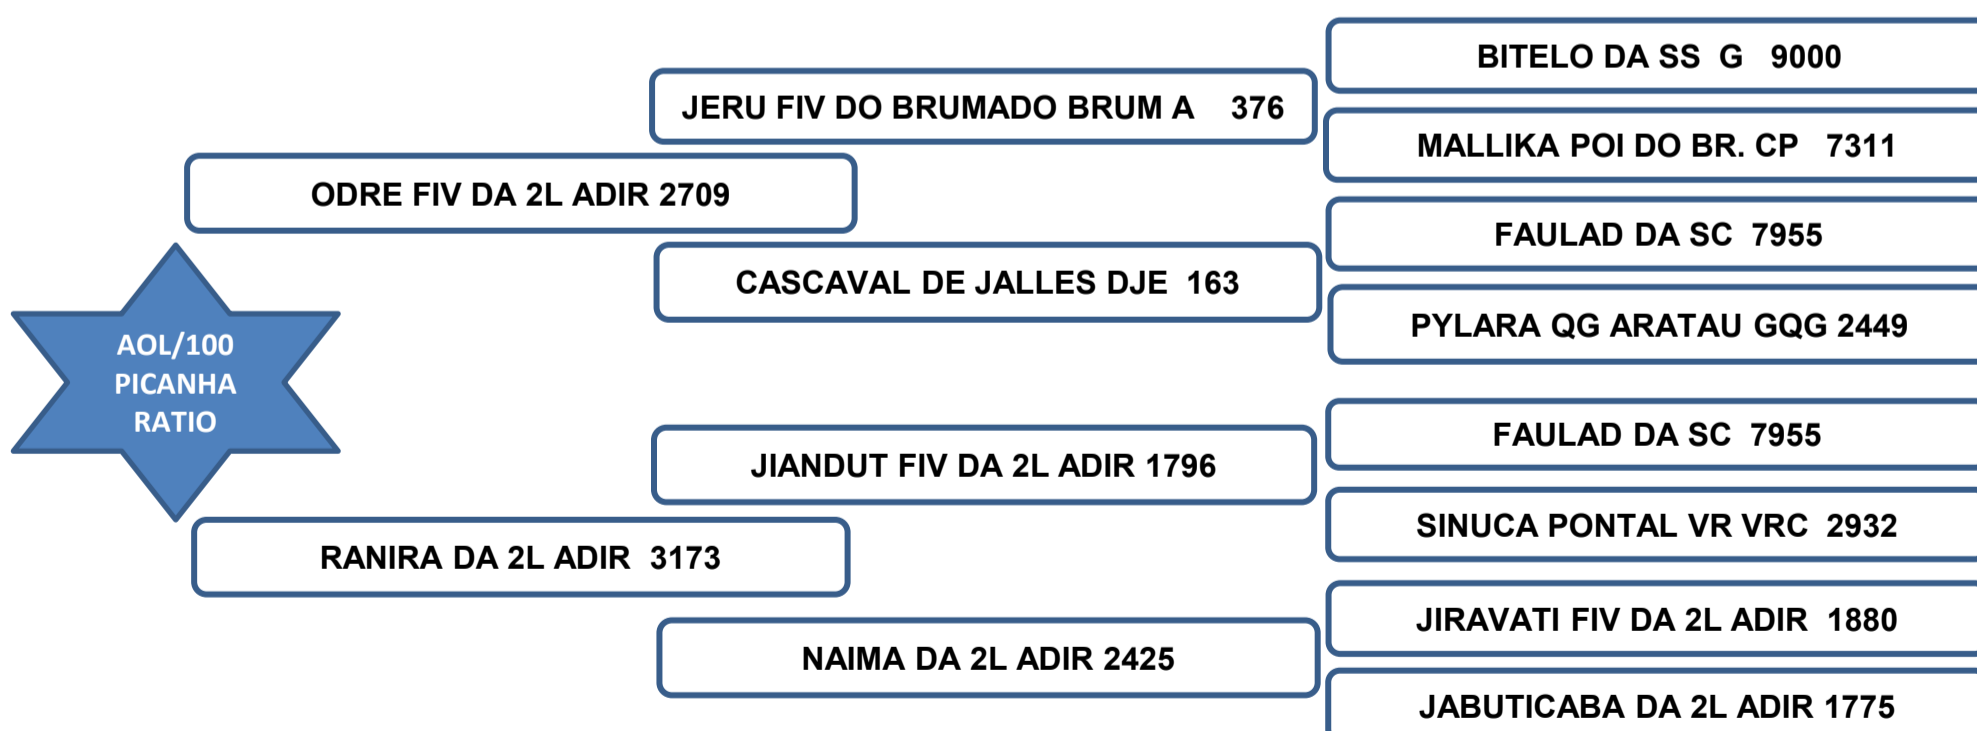 BITELO DA SS G 9000
JERU FIV DO BRUMADO BRUM A 376
MALLIKA POI DO BR. CP 7311
ODRE FIV DA 2L ADIR 2709
FAULAD DA SC 7955
CASCAVAL DE JALLES DJE 163
PYLARA QG ARATAU GQG 2449
AOL/100
PICANHA
RATIO
FAULAD DA SC 7955
JIANDUT FIV DA 2L ADIR 1796
SINUCA PONTAL VR VRC 2932
RANIRA DA 2L ADIR 3173
JIRAVATI FIV DA 2L ADIR 1880
NAIMA DA 2L ADIR 2425
JABUTICABA DA 2L ADIR 1775